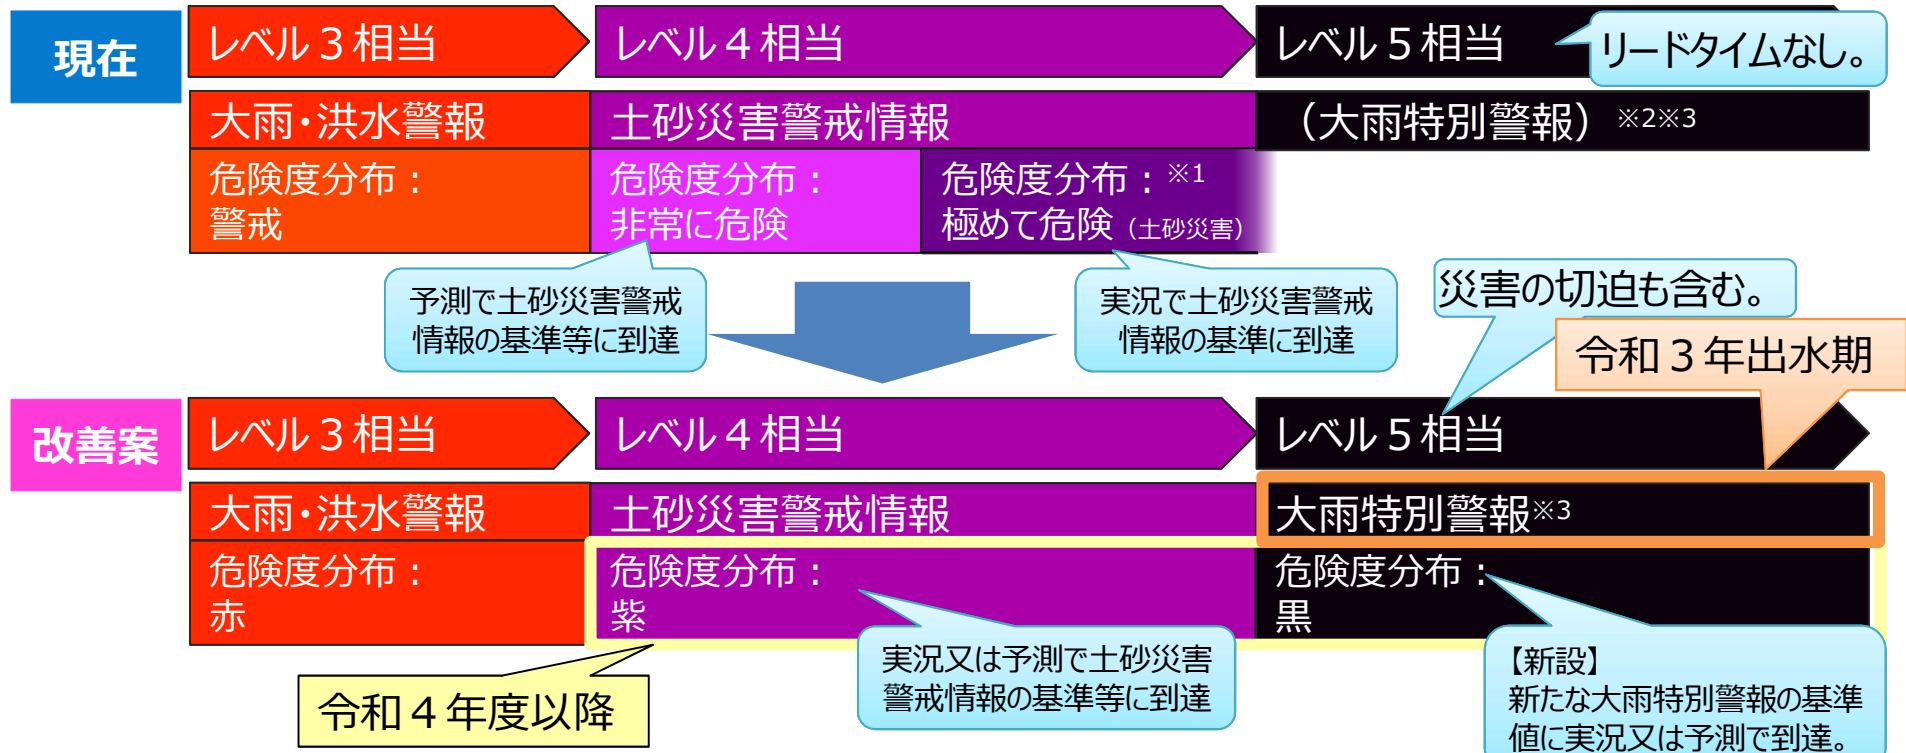 現在
レベル３相当
レベル４相当
レベル５相当
リードタイムなし。
大雨・洪水警報
土砂災害警戒情報
（大雨特別警報）※2※3
危険度分布：
警戒
危険度分布：
非常に危険
危険度分布：※1
極めて危険（土砂災害）
予測で土砂災害警戒
情報の基準等に到達
実況で土砂災害警戒
情報の基準に到達
災害の切迫も含む。
令和３年出水期
改善案
レベル３相当
レベル４相当
レベル５相当
大雨・洪水警報
土砂災害警戒情報
大雨特別警報※3
危険度分布：
赤
危険度分布：
紫
危険度分布：
黒
令和４年度以降
実況又は予測で土砂災害
警戒情報の基準等に到達
【新設】
新たな大雨特別警報の基準
値に実況又は予測で到達。